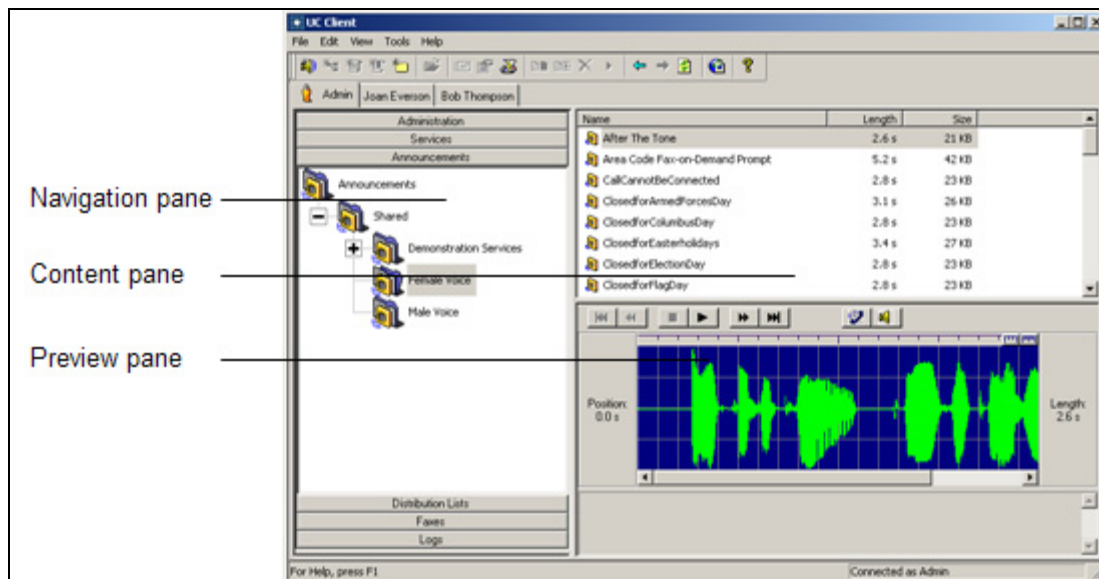 UC Client
File Edit View Tools Help
Admin Joan Everson Bob Thompson
Administration
Services
Announcements
Announcements
Shared
Demonstration Services
Female Voice
Male Voice
Distribution Lists
Faxes
Logs
Name Length Size
After The Tone 2.6 s 21 KB
Area Code Fax-on-Demand Prompt 5.2 s 42 KB
CallCannotBeConnected 2.8 s 23 KB
ClosedforArmedForcesDay 3.1 s 26 KB
ClosedforColumbusDay 2.8 s 23 KB
ClosedforEasterholidays 3.4 s 27 KB
ClosedforElectionDay 2.8 s 23 KB
ClosedforFlagDay 2.8 s 23 KB
Position:
0.0 s
Length:
2.6 s
For Help, press F1
Connected as Admin
Navigation pane
Content pane
Preview pane